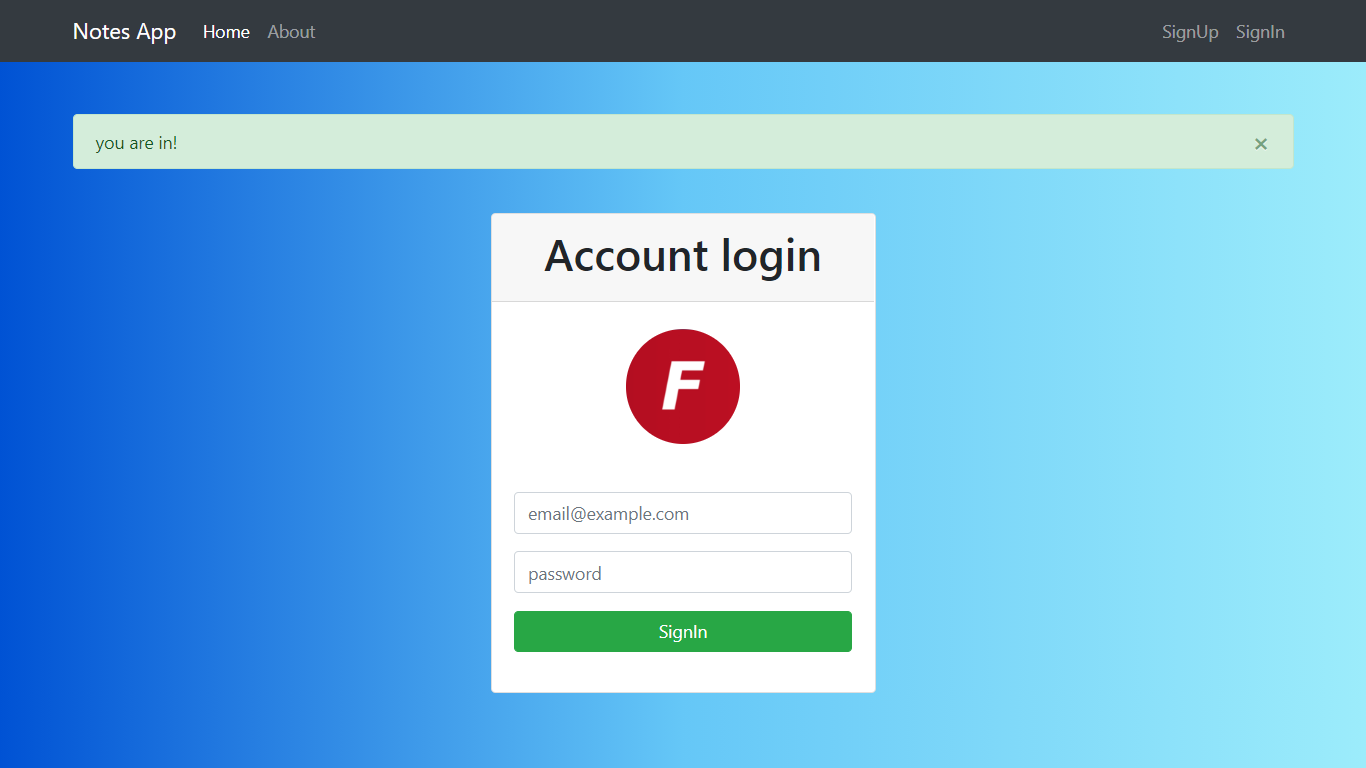 Notes App Home About SignUp SignIn
you are in! ×
Account login
F
email@example.com
password
SignIn